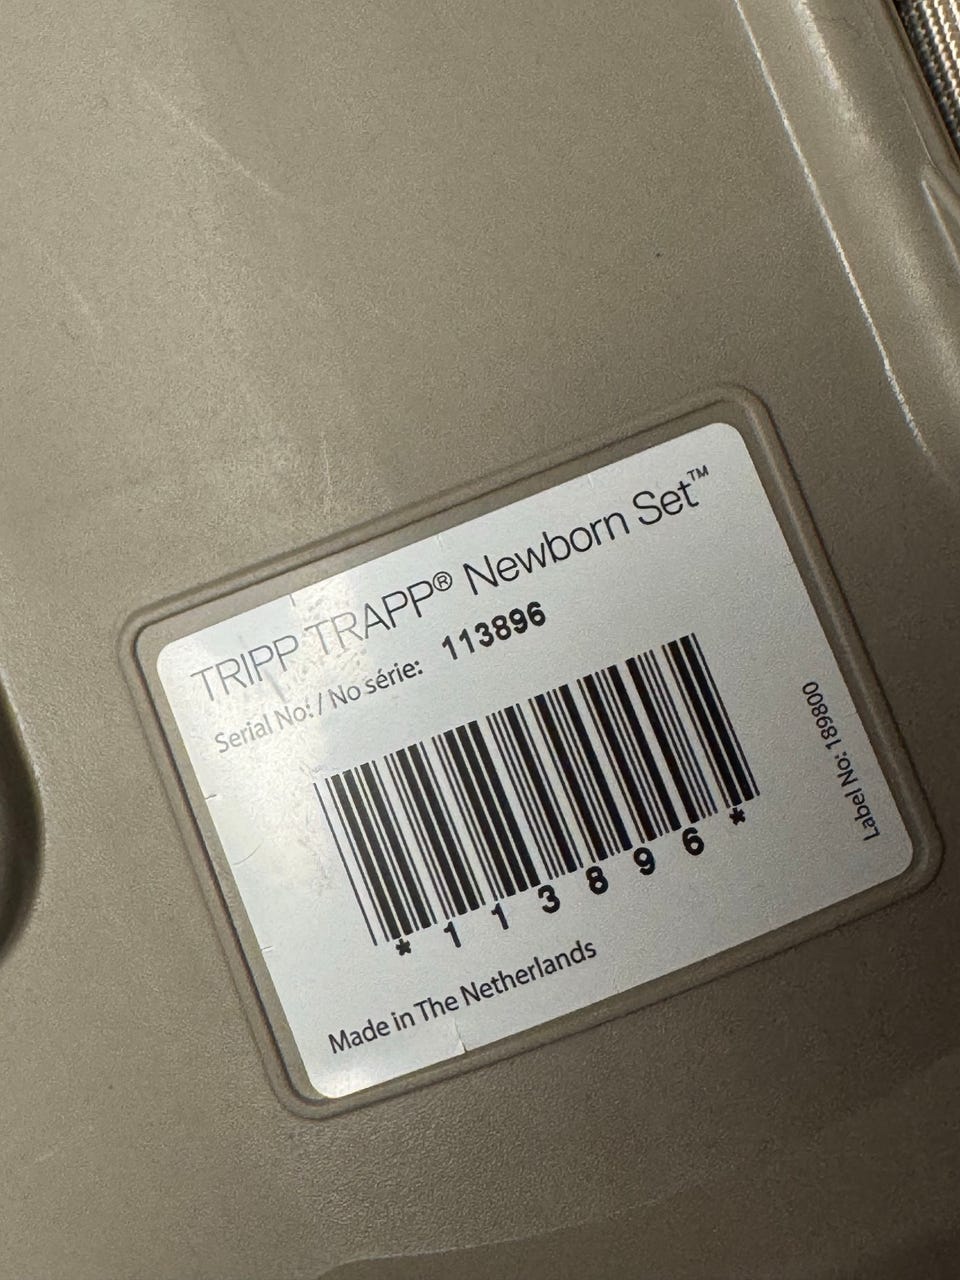 TRIPP TRAPP® Newborn Set™
Serial No: / No série: 113896
*113896*
Made in The Netherlands
Label No: 189800